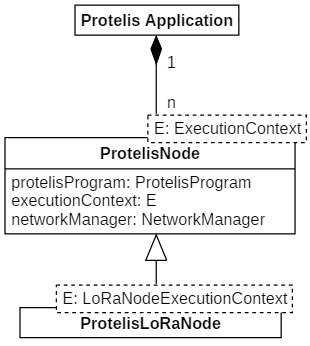 Protelis Application
1
n
E: ExecutionContext
ProtelisNode
protelisProgram: ProtelisProgram
executionContext: E
networkManager: NetworkManager
E: LoRaNodeExecutionContext
ProtelisLoRaNode